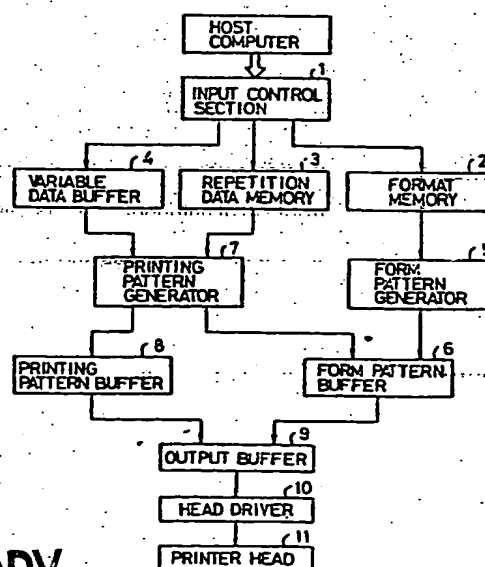 HOST
COMPUTER
1
INPUT CONTROL
SECTION
4
3
2
VARIABLE
DATA BUFFER
REPETITION
DATA MEMORY
FORMAT
MEMORY
7
PRINTING
PATTERN
GENERATOR
5
FORM
PATTERN
GENERATOR
8
PRINTING
PATTERN BUFFER
6
FORM PATTERN
BUFFER
9
OUTPUT BUFFER
10
HEAD DRIVER
11
PRINTER HEAD